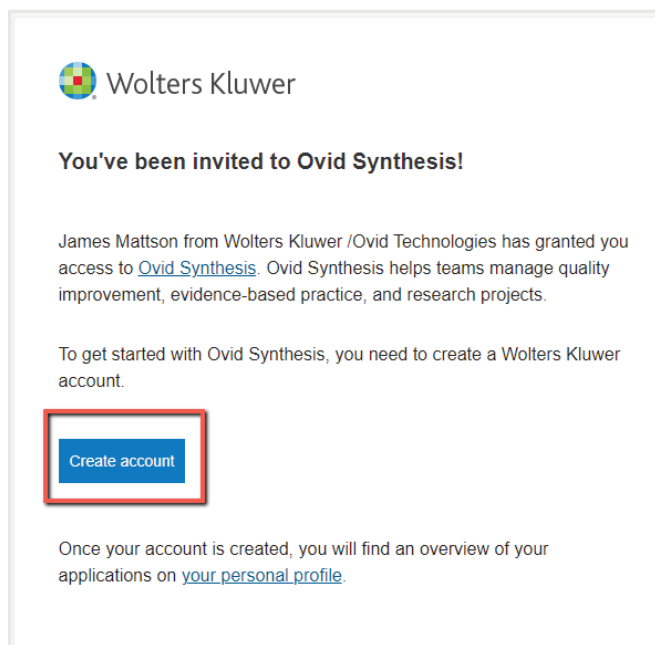 Wolters Kluwer
You've been invited to Ovid Synthesis!
James Mattson from Wolters Kluwer /Ovid Technologies has granted you
access to Ovid Synthesis. Ovid Synthesis helps teams manage quality
improvement, evidence-based practice, and research projects.
To get started with Ovid Synthesis, you need to create a Wolters Kluwer
account.
Create account
Once your account is created, you will find an overview of your
applications on your personal profile.